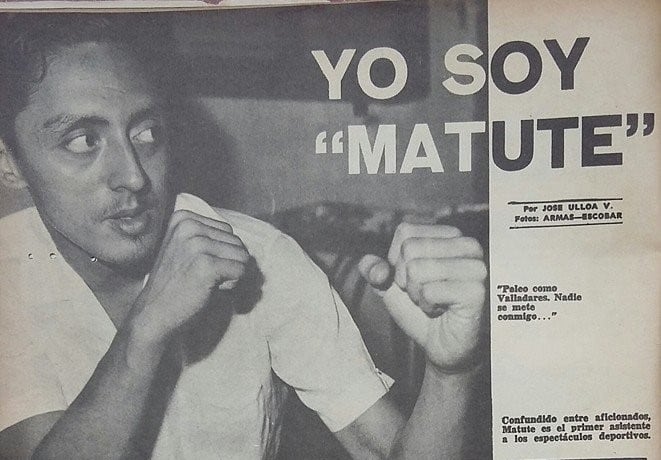 YO SOY
"MATUTE"
Por JOSE ULLOA V.
Fotos: ARMAS—ESCOBAR
"Peleo como
Valladares. Nadie
se mete
conmigo..."
Confundido entre aficionados,
Matute es el primer asistente
a los espectáculos deportivos.